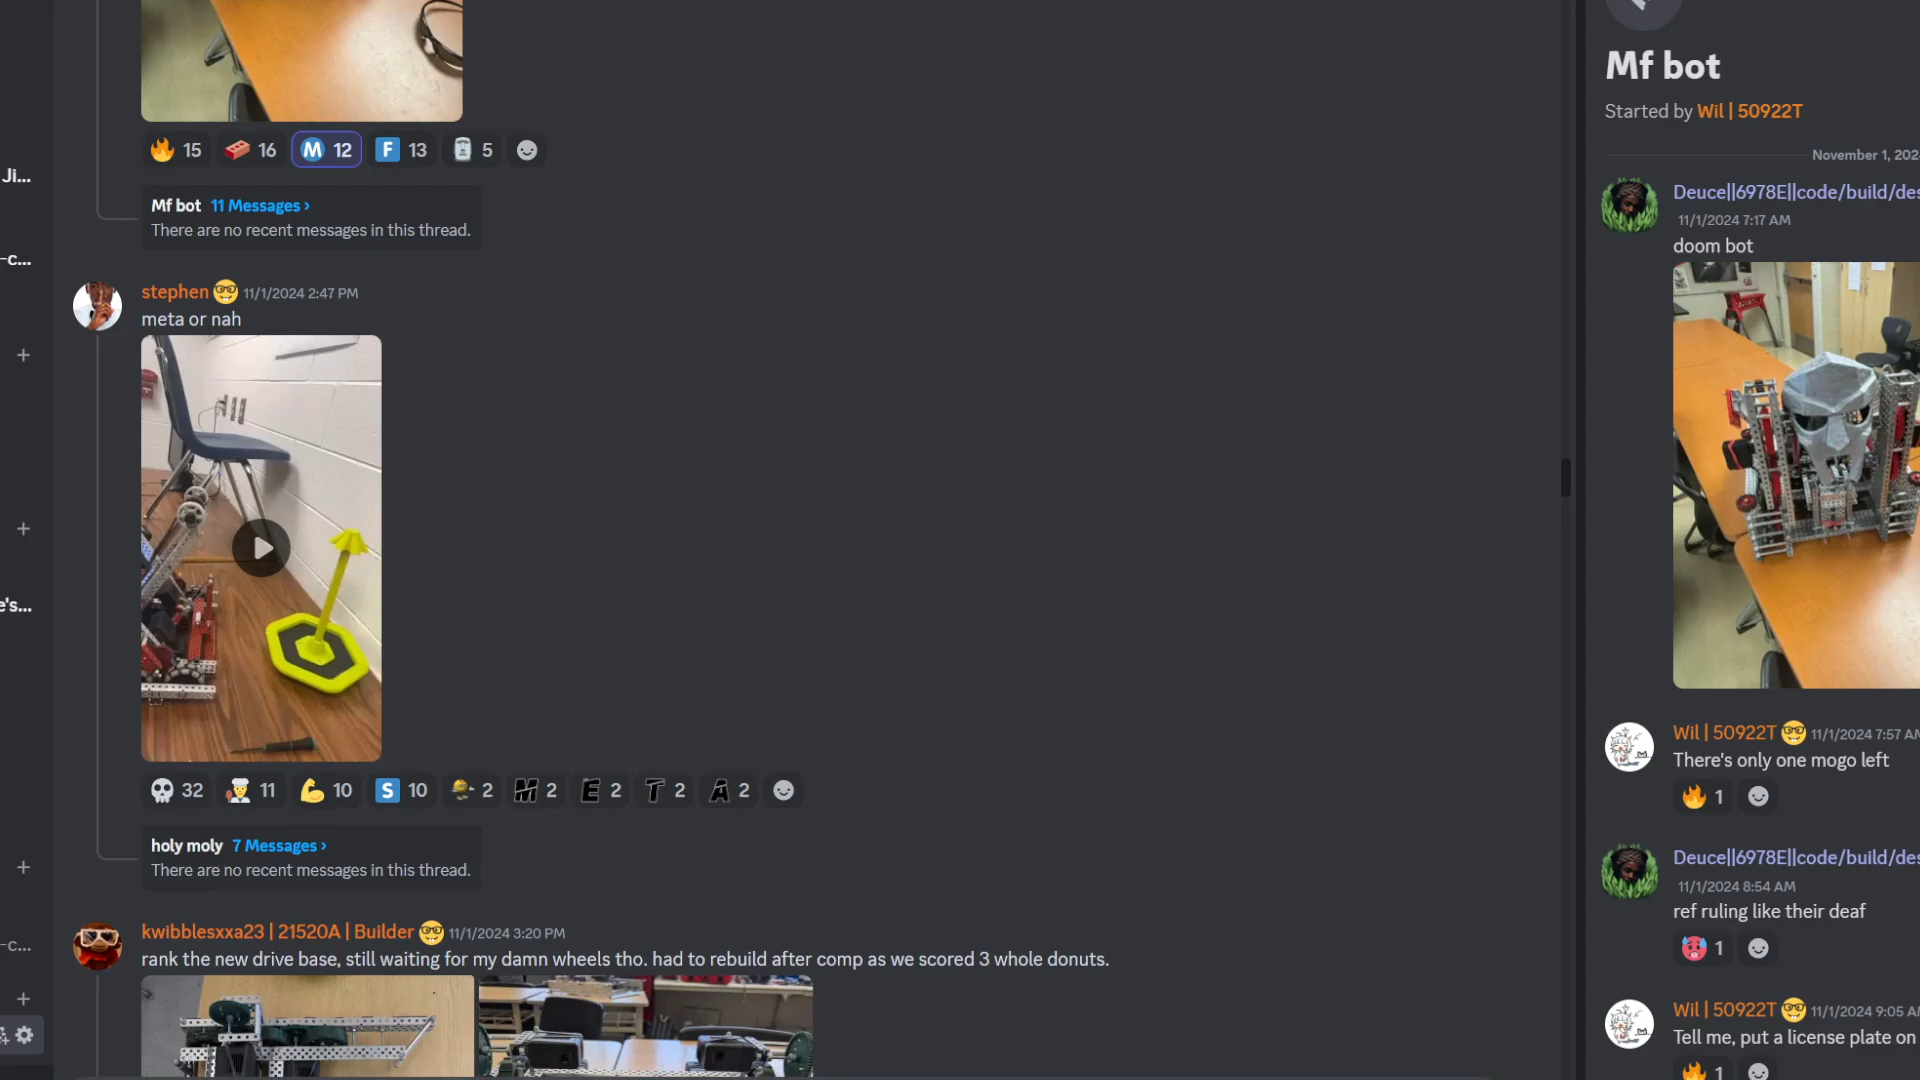 Ji...
-c...
e's...
-c...
15
16
M 12
F 13
5
Mf bot 11 Messages ›
There are no recent messages in this thread.
stephen 11/1/2024 2:47 PM
meta or nah
32
11
10
S 10
2
M 2
E 2
T 2
A 2
holy moly 7 Messages ›
There are no recent messages in this thread.
kwibblesxxa23 | 21520A | Builder 11/1/2024 3:20 PM
rank the new drive base, still waiting for my damn wheels tho. had to rebuild after comp as we scored 3 whole donuts.
Mf bot
Started by Wil | 50922T
November 1, 202
Deuce||6978E||code/build/des
11/1/2024 7:17 AM
doom bot
Wil | 50922T 11/1/2024 7:57 AM
There's only one mogo left
1
Deuce||6978E||code/build/des
11/1/2024 8:54 AM
ref ruling like their deaf
1
Wil | 50922T 11/1/2024 9:05 AM
Tell me, put a license plate on
1